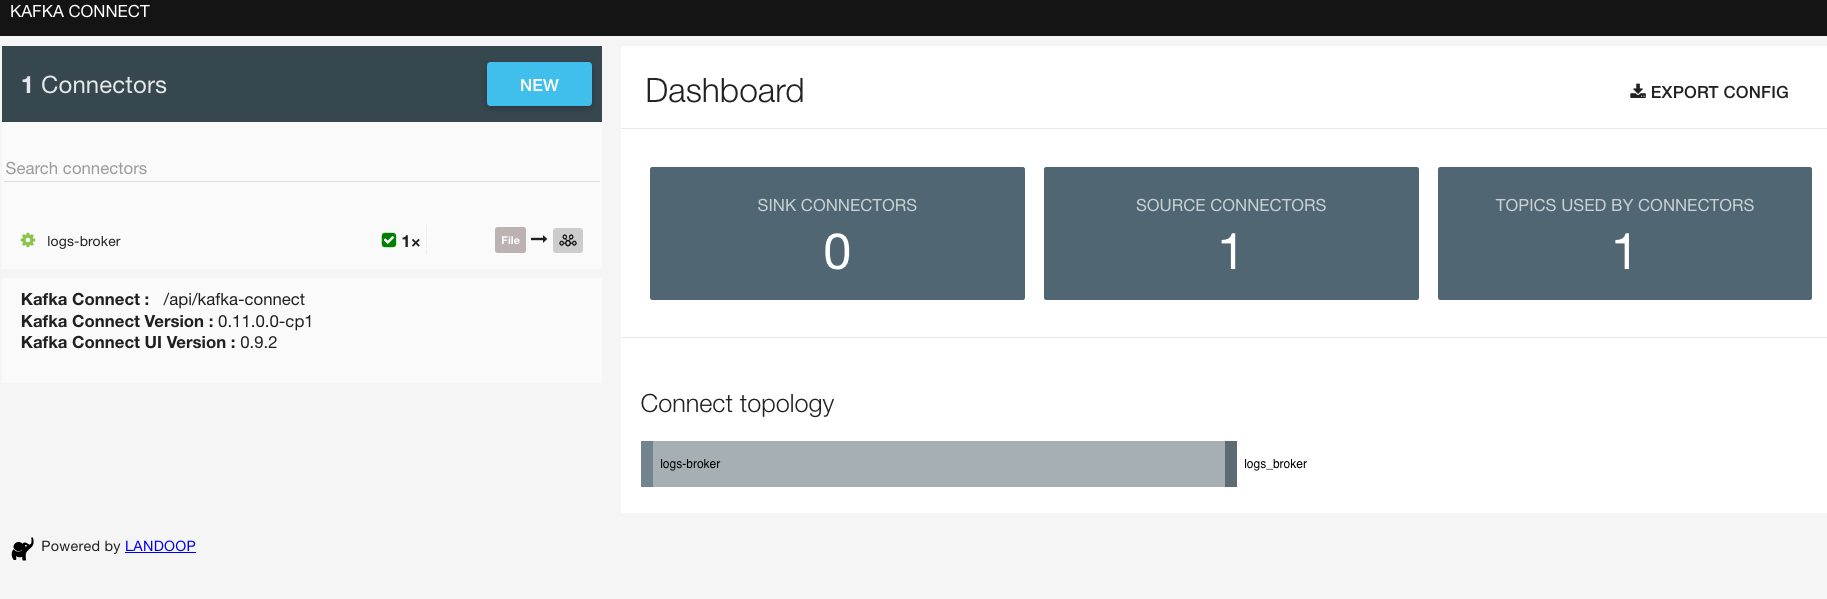 KAFKA CONNECT
1 Connectors
NEW
Search connectors
logs-broker
1×
File
Kafka Connect : /api/kafka-connect
Kafka Connect Version : 0.11.0.0-cp1
Kafka Connect UI Version : 0.9.2
Powered by LANDOOP
Dashboard
EXPORT CONFIG
SINK CONNECTORS
0
SOURCE CONNECTORS
1
TOPICS USED BY CONNECTORS
1
Connect topology
logs-broker
logs_broker